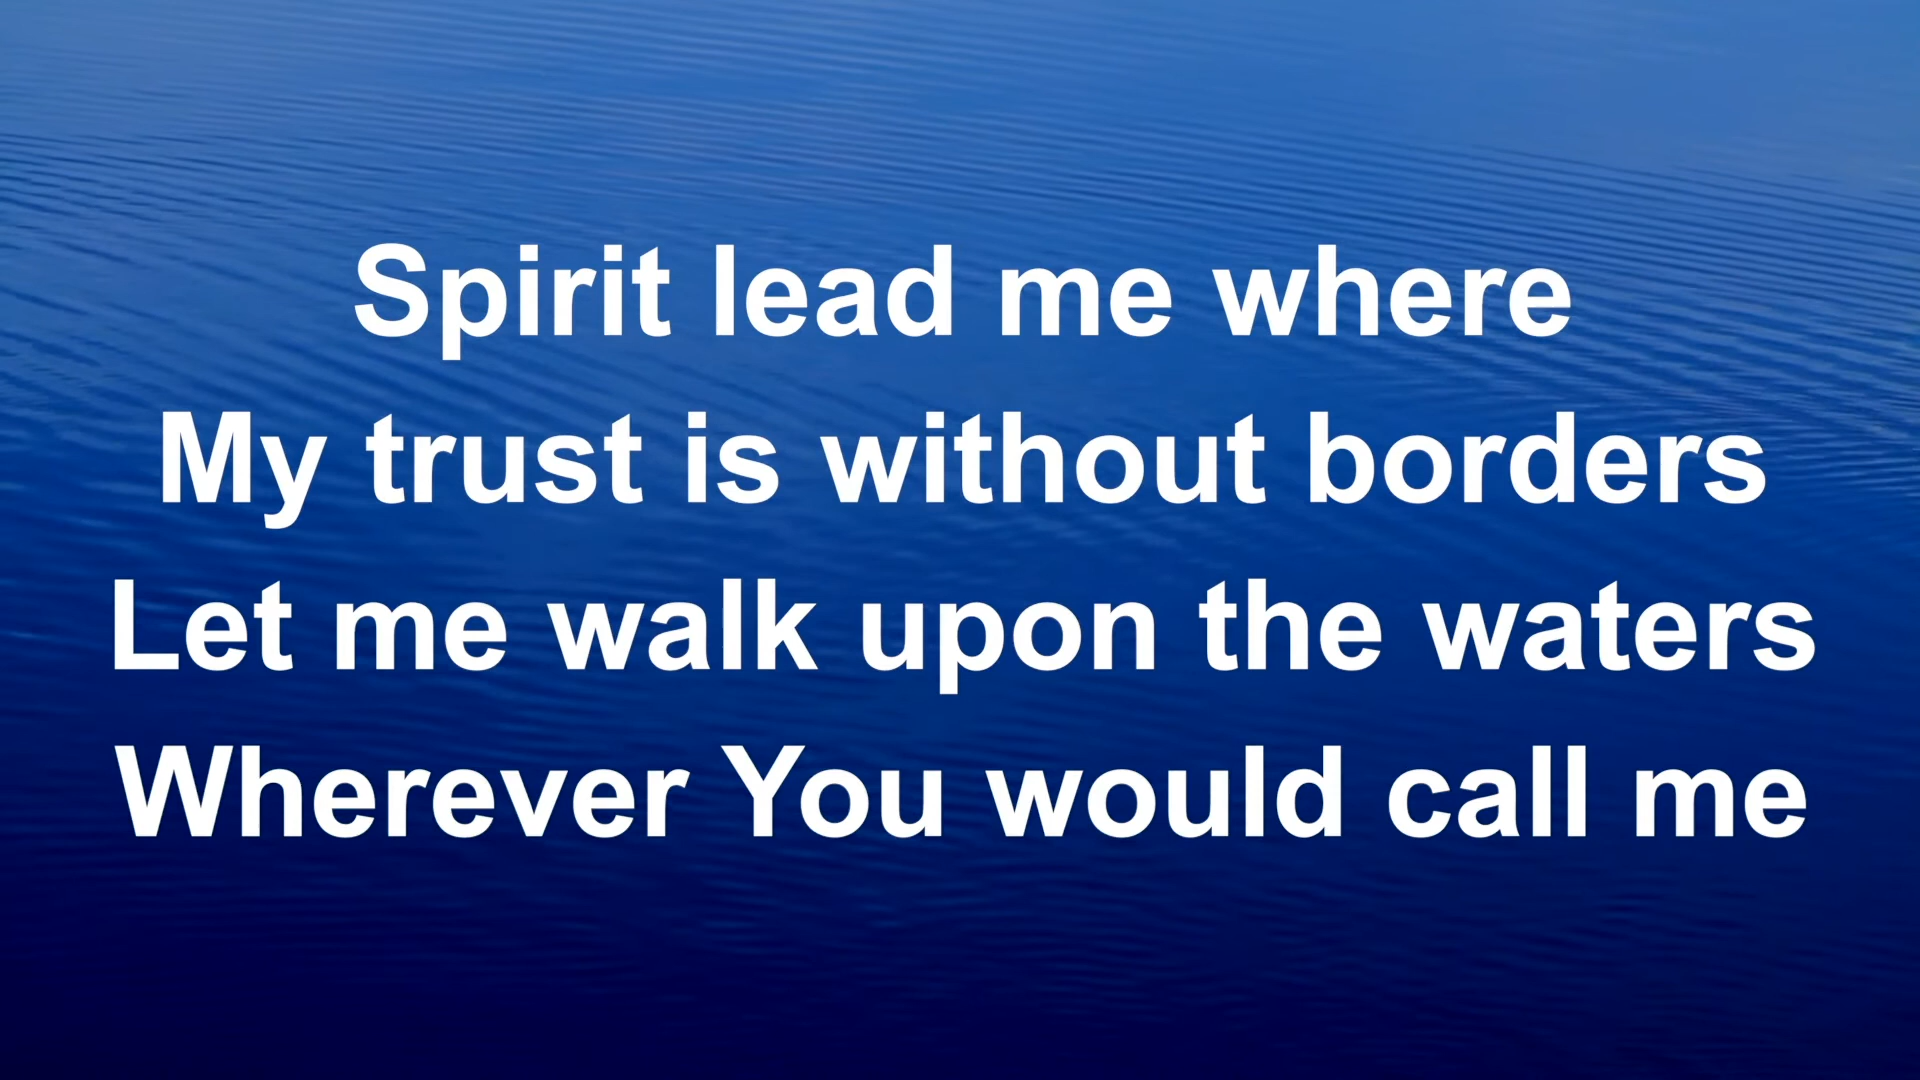 Spirit lead me where
My trust is without borders
Let me walk upon the waters
Wherever You would call me